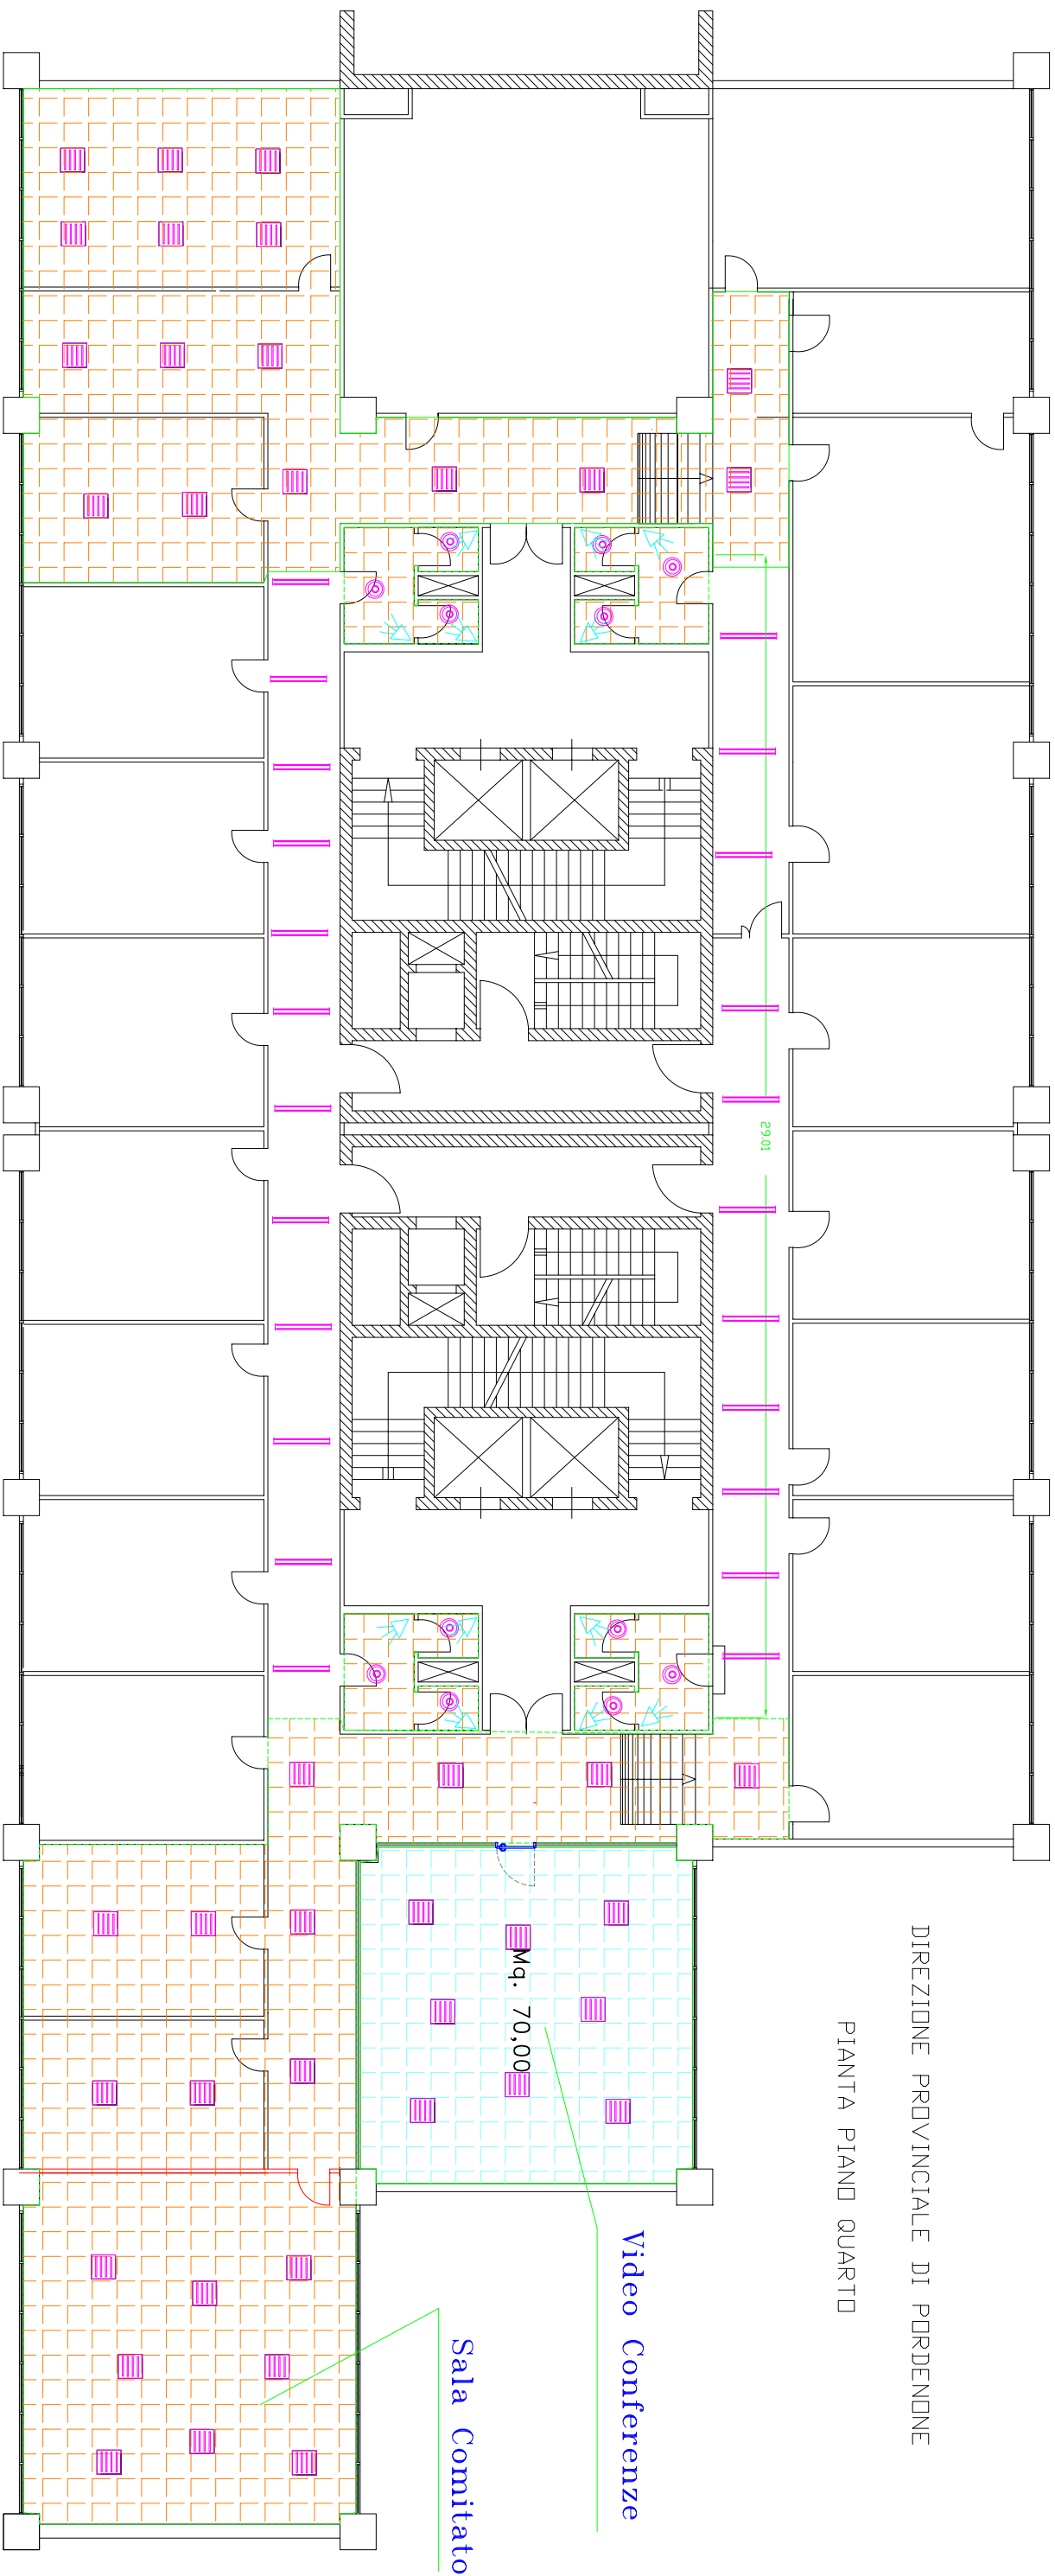 DIREZIONE PROVINCIALE DI PORDENONE
PIANTA PIANO QUARTO
29.01
Mq. 70,00
Video Conferenze
Sala Comitato